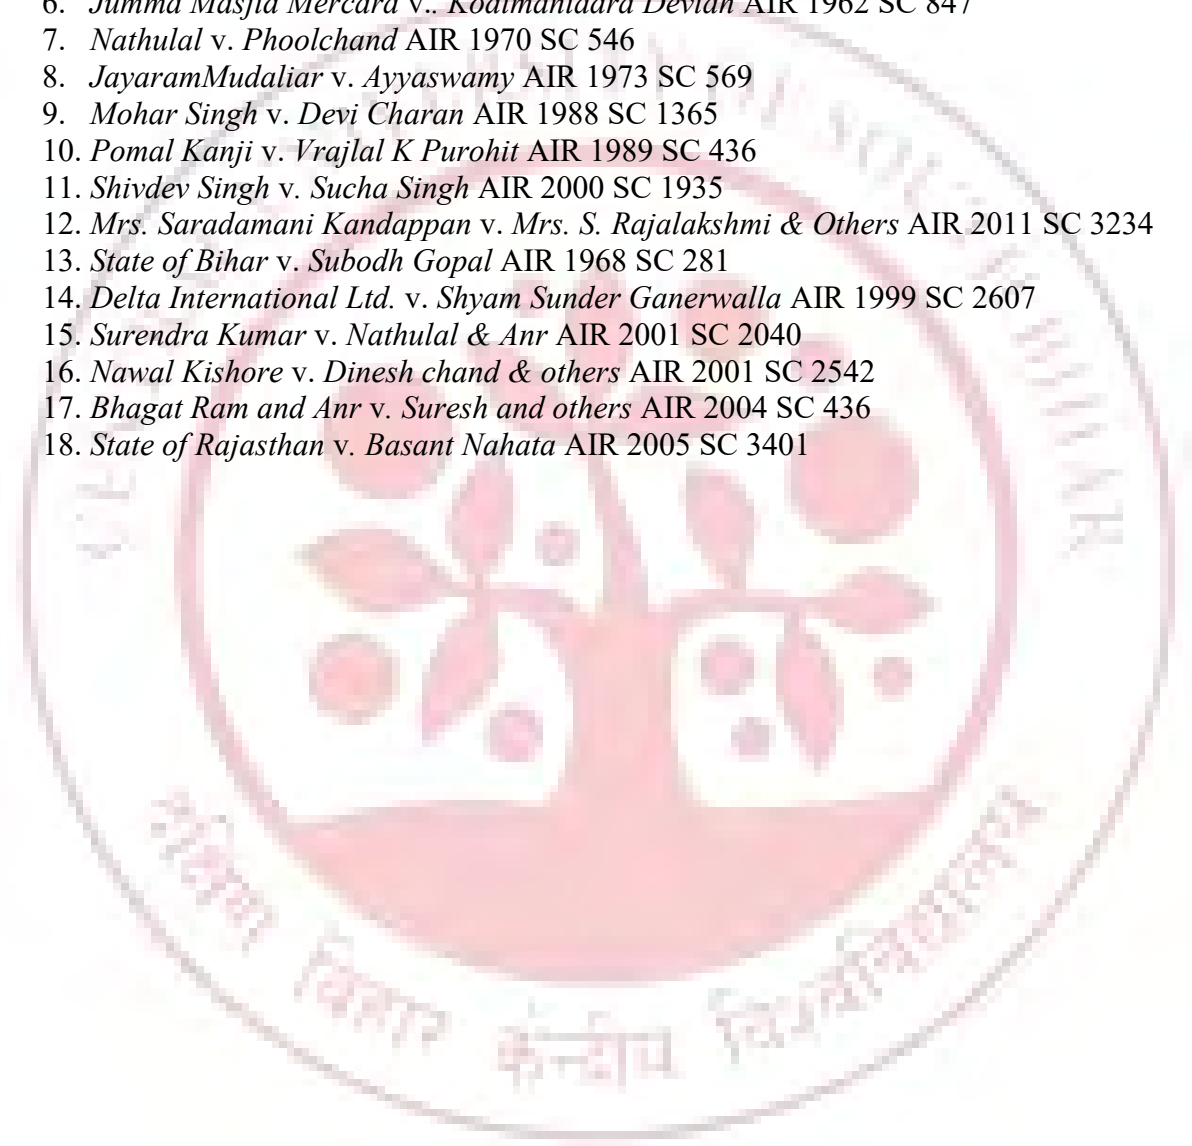 6. Jumma Masjid Mercara v.. Kodimaniadra Deviah AIR 1962 SC 847
7. Nathulal v. Phoolchand AIR 1970 SC 546
8. JayaramMudaliar v. Ayyaswamy AIR 1973 SC 569
9. Mohar Singh v. Devi Charan AIR 1988 SC 1365
10. Pomal Kanji v. Vrajlal K Purohit AIR 1989 SC 436
11. Shivdev Singh v. Sucha Singh AIR 2000 SC 1935
12. Mrs. Saradamani Kandappan v. Mrs. S. Rajalakshmi & Others AIR 2011 SC 3234
13. State of Bihar v. Subodh Gopal AIR 1968 SC 281
14. Delta International Ltd. v. Shyam Sunder Ganerwalla AIR 1999 SC 2607
15. Surendra Kumar v. Nathulal & Anr AIR 2001 SC 2040
16. Nawal Kishore v. Dinesh chand & others AIR 2001 SC 2542
17. Bhagat Ram and Anr v. Suresh and others AIR 2004 SC 436
18. State of Rajasthan v. Basant Nahata AIR 2005 SC 3401
दक्षिण बिहार केन्द्रीय विश्वविद्यालय